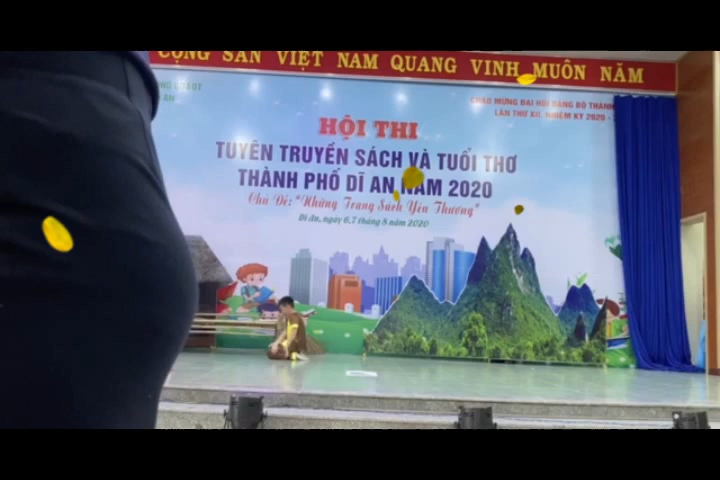 CỘNG SẢN VIỆT NAM QUANG VINH MUÔN NĂM
CHÀO MỪNG ĐẠI HỘI ĐẢNG BỘ THÀNH
LẦN THỨ XII, NHIỆM KỲ 2020 -
HỘI THI
TUYÊN TRUYỀN SÁCH VÀ TUỔI THƠ
THÀNH PHỐ DĨ AN NĂM 2020
Chủ Đề: "Những Trang Sách Yêu Thương"
Dĩ An, ngày 6,7 tháng 8 năm 2020